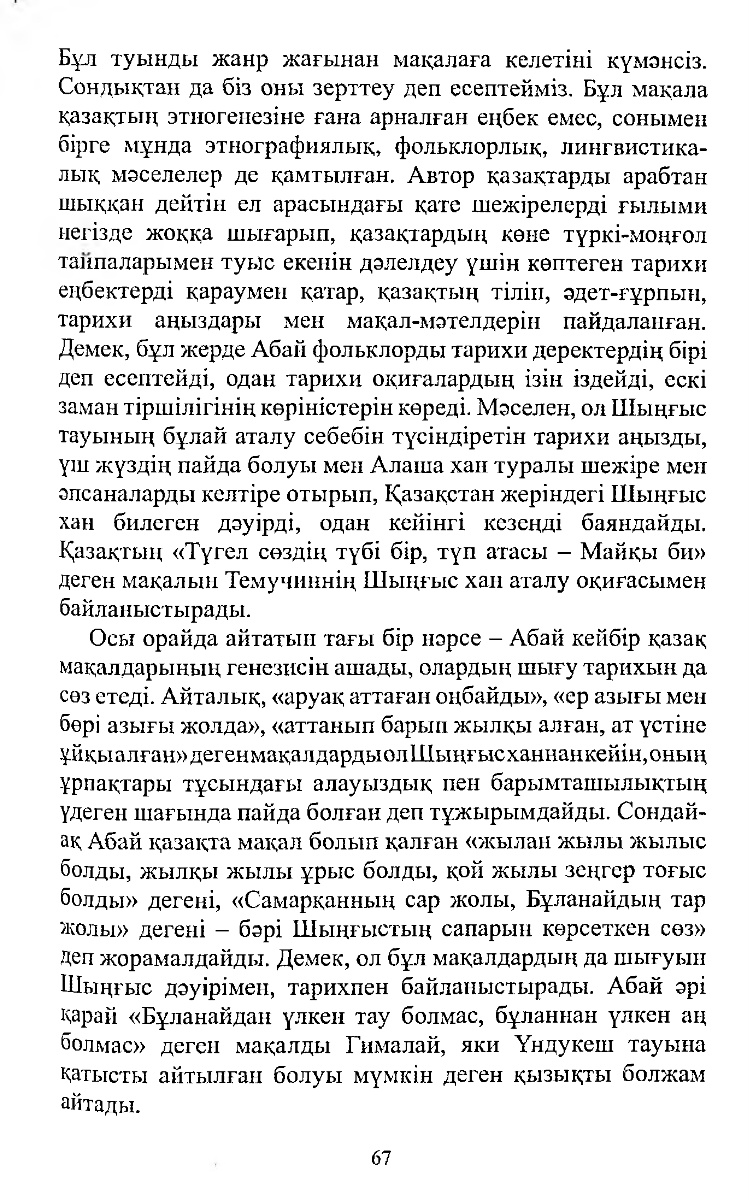 Бұл туынды жанр жағынан мақалаға келетіні күмәнсіз.
Сондықтан да біз оны зерттеу деп есептейміз. Бұл мақала
қазақтың этногенезіне ғана арналған еңбек емес, сонымен
бірге мұнда этнографиялық, фольклорлық, лингвистика-
лық мәселелер де қамтылған. Автор қазақтарды арабтан
шыққан дейтін ел арасындағы қате шежірелерді ғылыми
негізде жоққа шығарып, қазақтардың көне түркі-моңғол
тайпаларымен туыс екенін дәлелдеу үшін көптеген тарихи
еңбектерді қараумен қатар, қазақтың тілін, әдет-ғұрпын,
тарихи аңыздары мен мақал-мәтелдерін пайдаланған.
Демек, бұл жерде Абай фольклорды тарихи деректердің бірі
деп есептейді, одан тарихи оқиғалардың ізін іздейді, ескі
заман тіршілігінің көріністерін көреді. Мәселен, ол Шыңғыс
тауының бұлай аталу себебін түсіндіретін тарихи аңызды,
үш жүздің пайда болуы мен Алаша хан туралы шежіре мен
әпсаналарды келтіре отырып, Қазақстан жеріндегі Шыңғыс
хан билеген дәуірді, одан кейінгі кезеңді баяндайды.
Қазақтың «Түгел сөздің түбі бір, түп атасы – Майқы би»
деген мақалын Темучиннің Шыңғыс хан аталу оқиғасымен
байланыстырады.
Осы орайда айтатын тағы бір нәрсе – Абай кейбір қазақ
мақалдарының генезисін ашады, олардың шығу тарихын да
сөз етеді. Айталық, «аруақ аттаған оңбайды», «ер азығы мен
бөрі азығы жолда», «аттанып барып жылқы алған, ат үстіне
ұйқы алған» деген мақалдарды ол Шыңғыс ханнан кейін, оның
ұрпақтары тұсындағы алауыздық пен барымташылықтың
үдеген шағында пайда болған деп тұжырымдайды. Сондай-
ақ Абай қазақта мақал болып қалған «жылан жылы жылыс
болды, жылқы жылы ұрыс болды, қой жылы зеңгер тоғыс
болды» дегені, «Самарқанның сар жолы, Бұланайдың тар
жолы» дегені – бәрі Шыңғыстың сапарын көрсеткен сөз»
деп жорамалдайды. Демек, ол бұл мақалдардың да шығуын
Шыңғыс дәуірімен, тарихпен байланыстырады. Абай әрі
қарай «Бұланайдан үлкен тау болмас, бұланнан үлкен аң
болмас» деген мақалды Гималай, яки Үндукеш тауына
қатысты айтылған болуы мүмкін деген қызықты болжам
айтады.
67